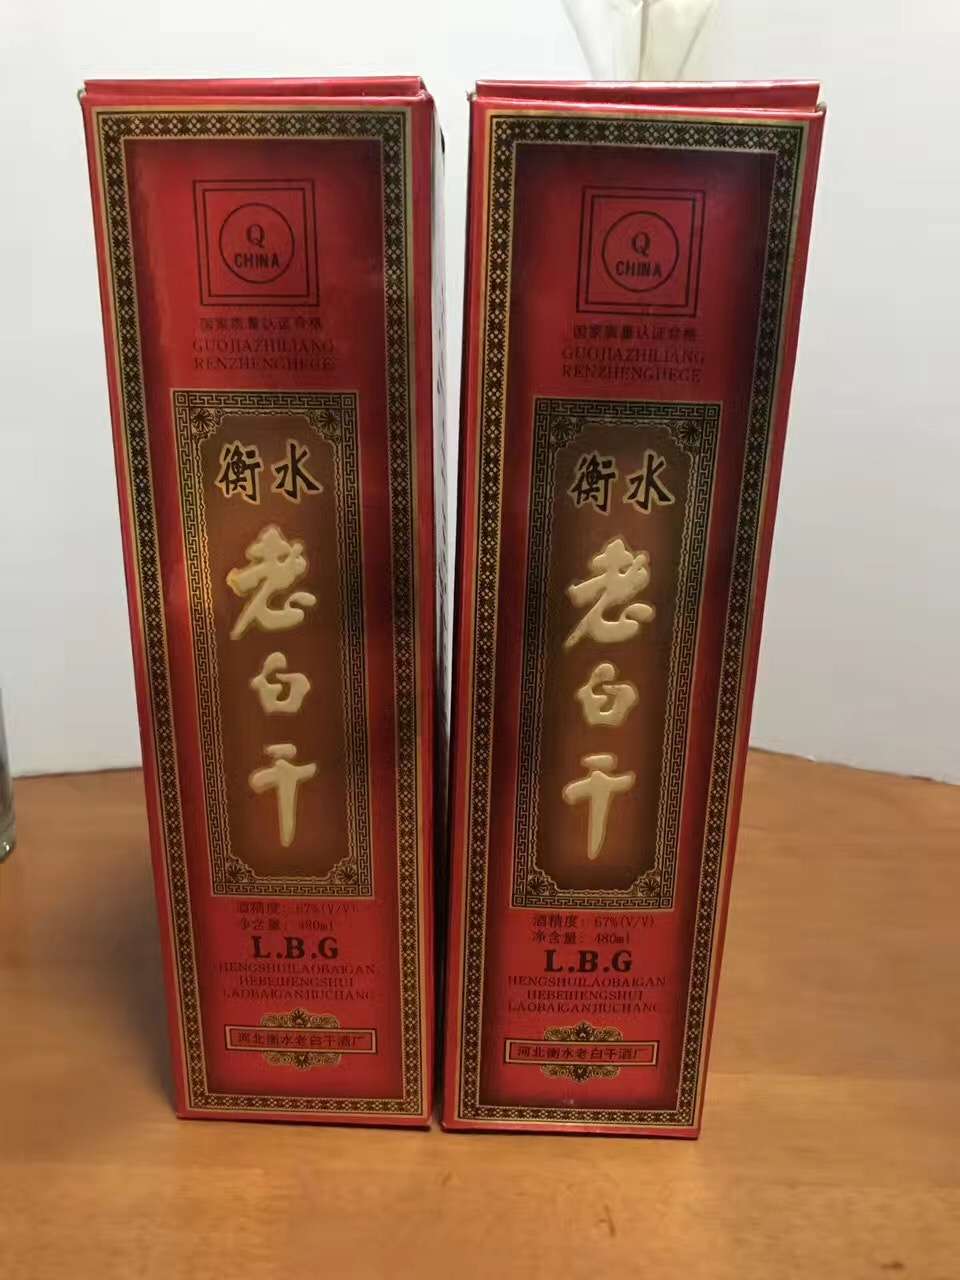 Q
CHINA
国家质量认证合格
GUOJIAZHILIANG
RENZHENGHEGE
衡水
老白干
酒精度：67%(V/V)
净含量：480ml
L.B.G
HENGSHUILAOBAIGAN
HEBEIHENGSHUI
LAOBAIGANJIUCHANG
河北衡水老白干酒厂
Q
CHINA
国家质量认证合格
GUOJIAZHILIANG
RENZHENGHEGE
衡水
老白干
酒精度：67%(V/V)
净含量：480ml
L.B.G
HENGSHUILAOBAIGAN
HEBEIHENGSHUI
LAOBAIGANJIUCHANG
河北衡水老白干酒厂